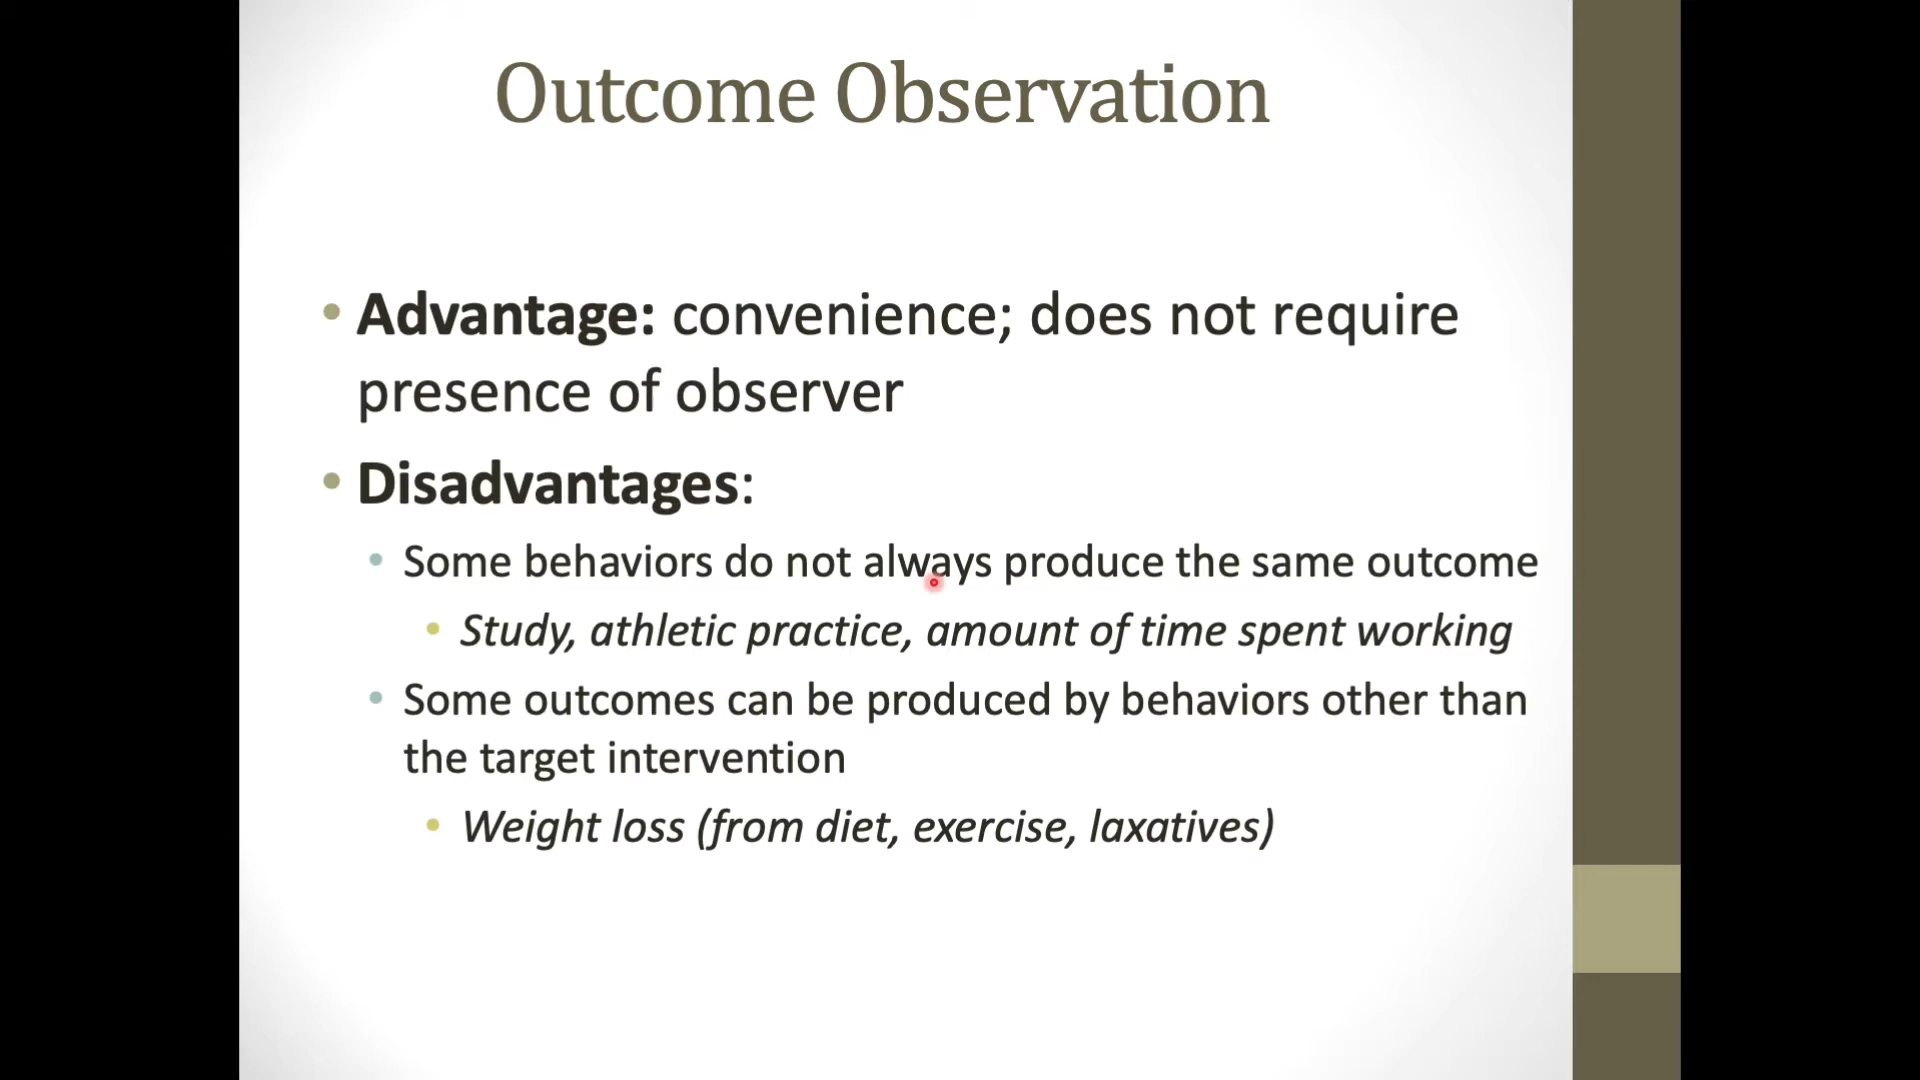 Outcome Observation
• Advantage: convenience; does not require
presence of observer
• Disadvantages:
• Some behaviors do not always produce the same outcome
• Study, athletic practice, amount of time spent working
• Some outcomes can be produced by behaviors other than
the target intervention
• Weight loss (from diet, exercise, laxatives)